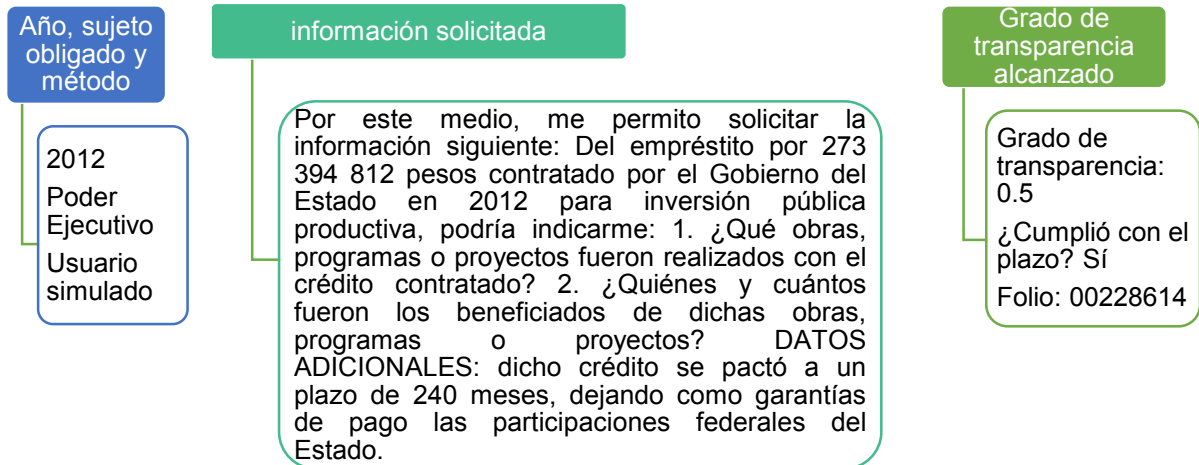 Año, sujeto
obligado y
método
2012
Poder
Ejecutivo
Usuario
simulado
información solicitada
Por este medio, me permito solicitar la
información siguiente: Del empréstito por 273
394 812 pesos contratado por el Gobierno del
Estado en 2012 para inversión pública
productiva, podría indicarme: 1. ¿Qué obras,
programas o proyectos fueron realizados con el
crédito contratado? 2. ¿Quiénes y cuántos
fueron los beneficiados de dichas obras,
programas o proyectos? DATOS
ADICIONALES: dicho crédito se pactó a un
plazo de 240 meses, dejando como garantías
de pago las participaciones federales del
Estado.
Grado de
transparencia
alcanzado
Grado de
transparencia:
0.5
¿Cumplió con el
plazo? Sí
Folio: 00228614